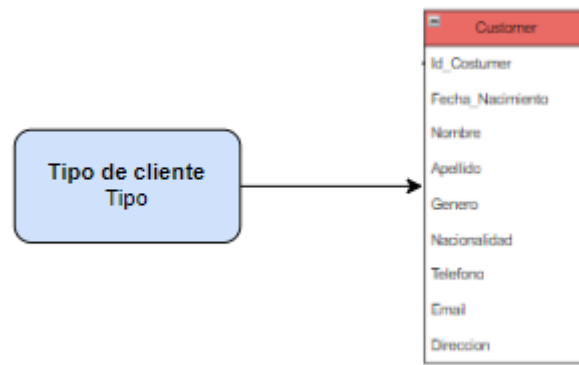 Tipo de cliente
Tipo
Customer
Id_Costumer
Fecha_Nacimiento
Nombre
Apellido
Genero
Nacionalidad
Telefono
Email
Direccion